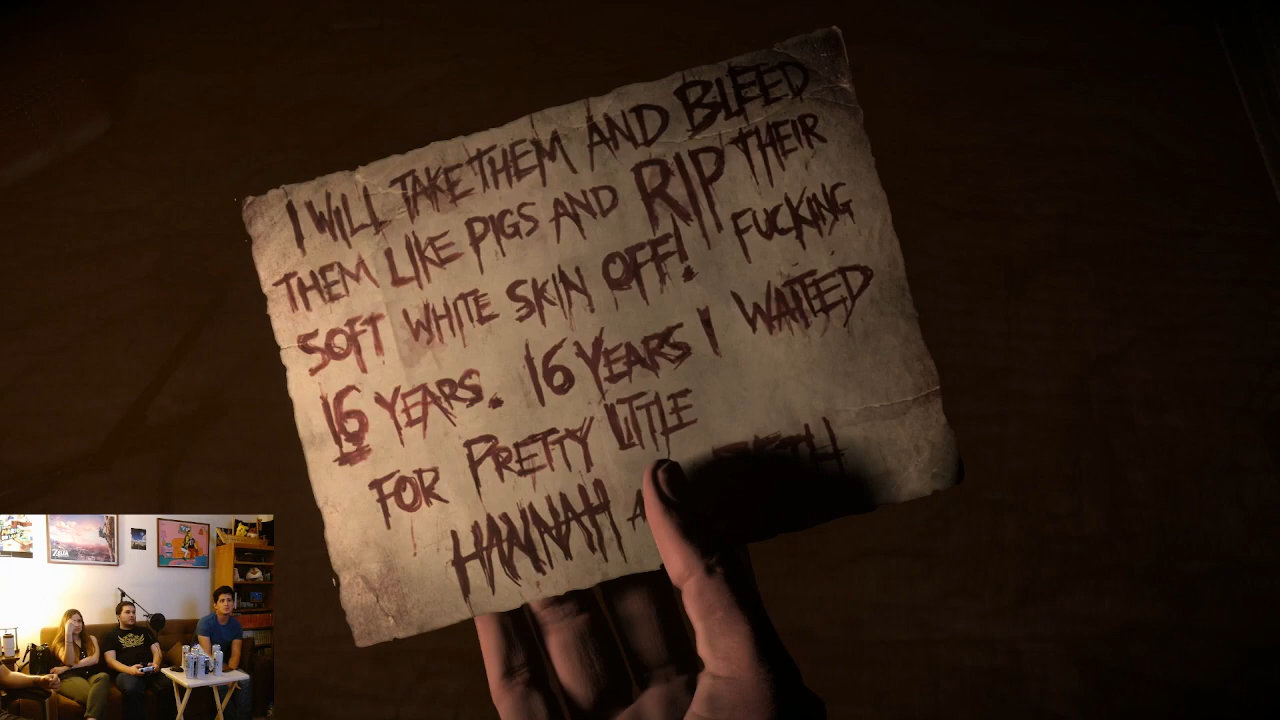 I WILL TAKE THEM AND BLEED
THEM LIKE PIGS AND RIP THEIR
SOFT WHITE SKIN OFF! FUCKING
16 YEARS. 16 YEARS I WAITED
FOR PRETTY LITTLE
HANNAH
ZELDA